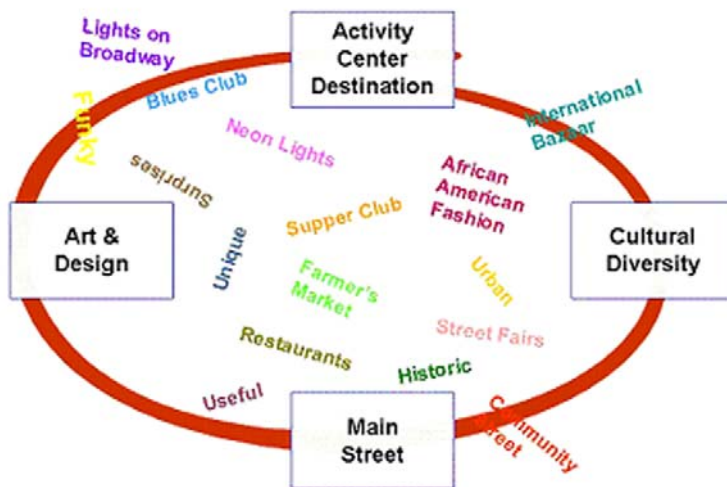 Lights on
Broadway
Activity
Center
Destination
Blues Club
Funky
International
Bazaar
Neon Lights
Surprises
African
American
Fashion
Supper Club
Art &
Design
Unique
Cultural
Diversity
Farmer's
Market
Urban
Street Fairs
Restaurants
Historic
Useful
Main
Street
Community
Street